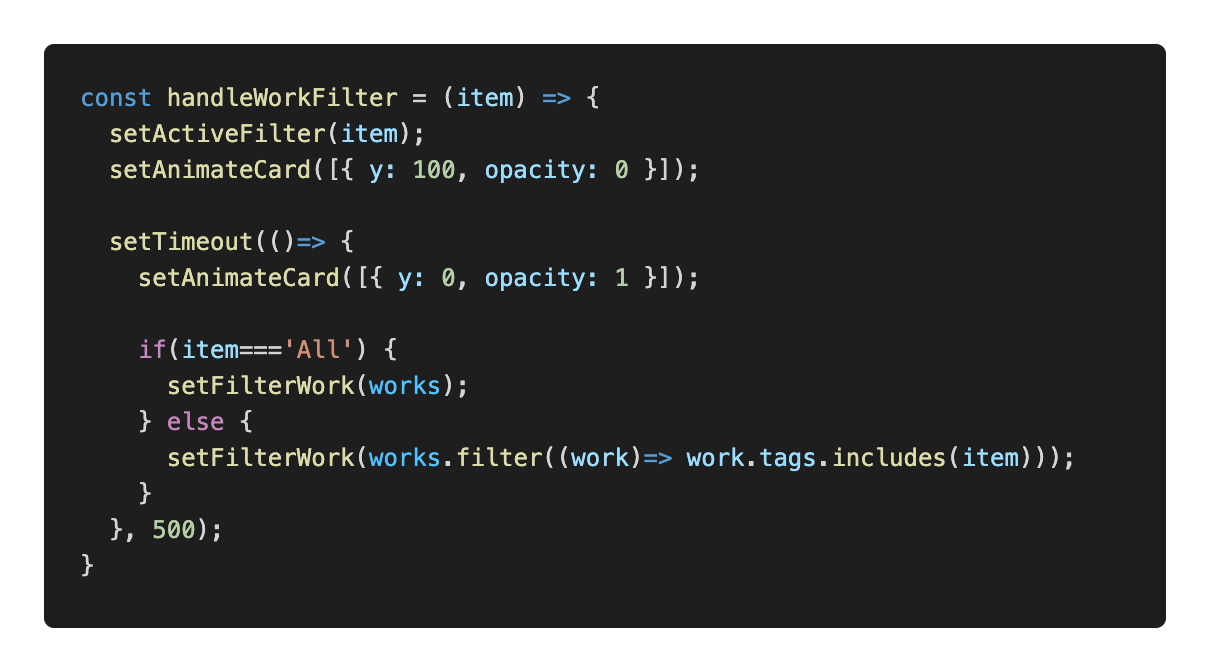 const handleWorkFilter = (item) => {
  setActiveFilter(item);
  setAnimateCard([{ y: 100, opacity: 0 }]);

  setTimeout(()=> {
    setAnimateCard([{ y: 0, opacity: 1 }]);

    if(item==='All') {
      setFilterWork(works);
    } else {
      setFilterWork(works.filter((work)=> work.tags.includes(item)));
    }
  }, 500);
}